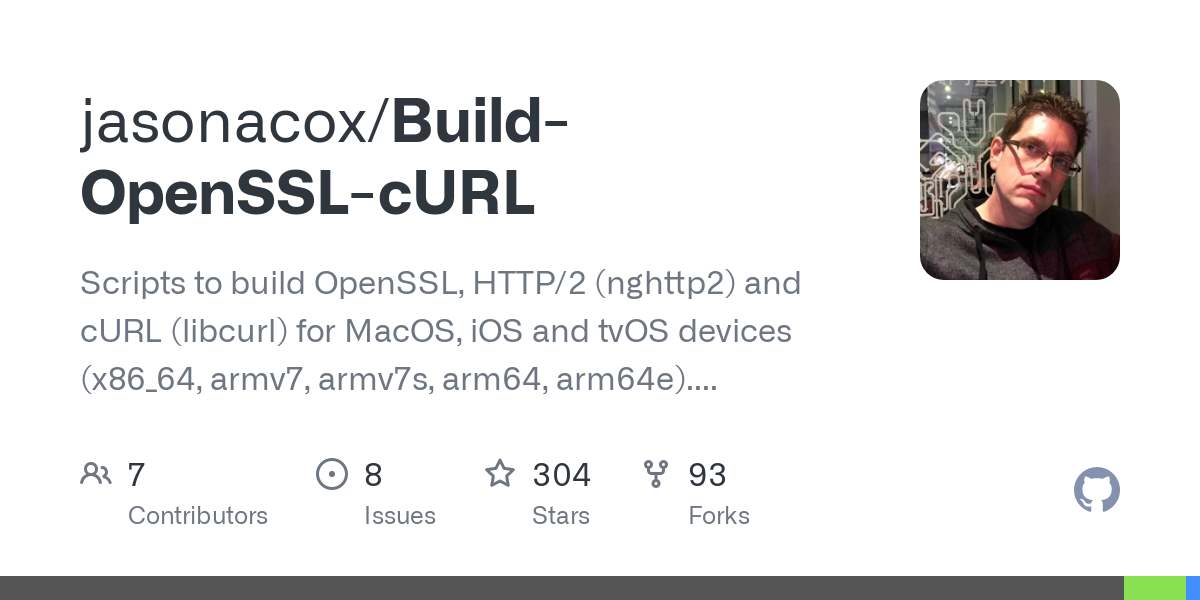 jasonacox/Build-
OpenSSL-cURL
Scripts to build OpenSSL, HTTP/2 (nghttp2) and
cURL (libcurl) for MacOS, iOS and tvOS devices
(x86_64, armv7, armv7s, arm64, arm64e)....
7 8 304 93
Contributors Issues Stars Forks